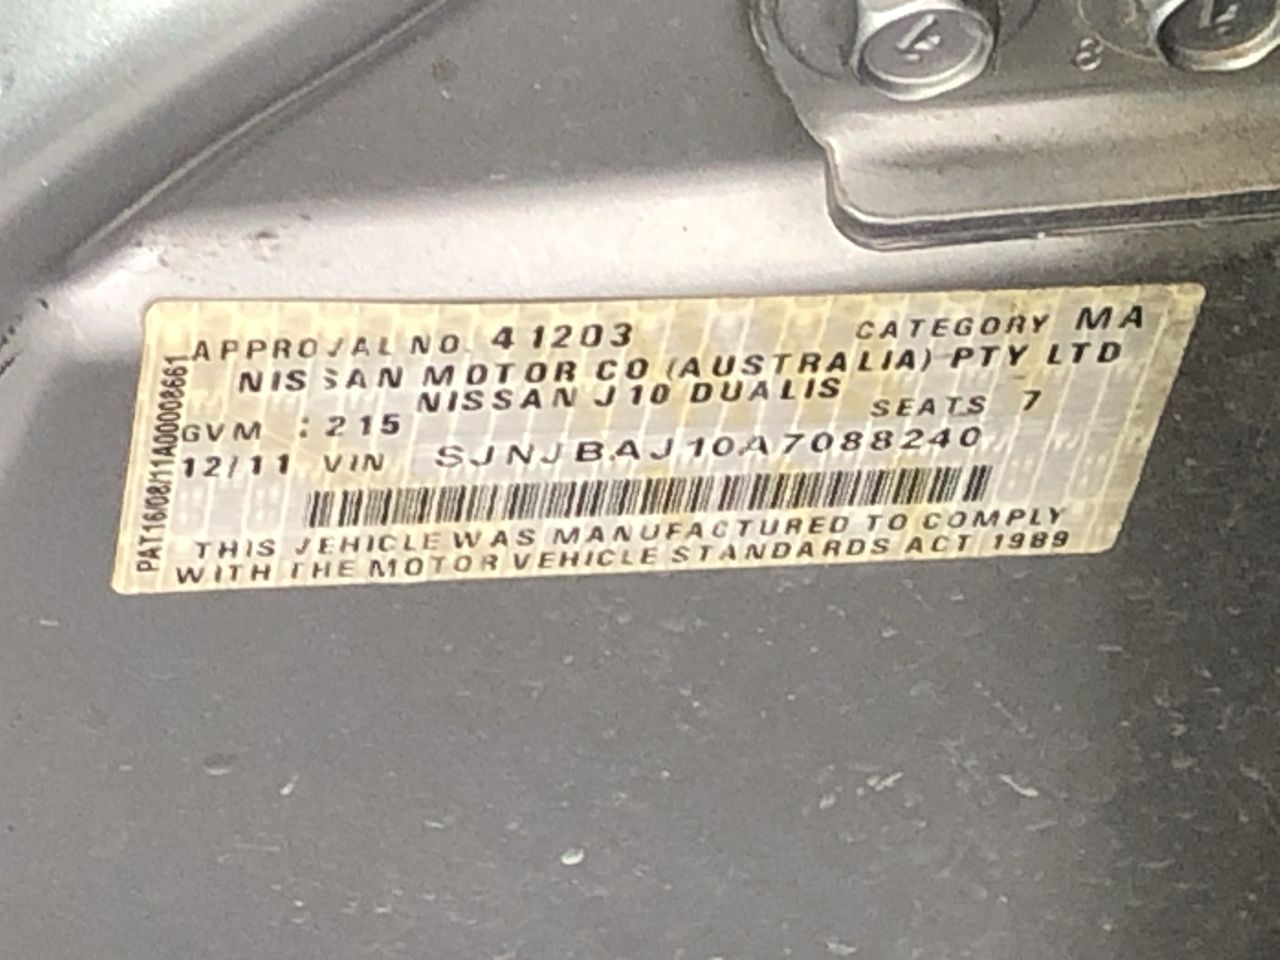 APPROVAL NO. 41203 CATEGORY MA
NISSAN MOTOR CO (AUSTRALIA) PTY LTD
NISSAN J10 DUALIS
GVM : 215 SEATS 7
12/11 VIN SJNJBAJ10A7088240
THIS VEHICLE WAS MANUFACTURED TO COMPLY
WITH THE MOTOR VEHICLE STANDARDS ACT 1989
PAT16/08/11A00008661
8